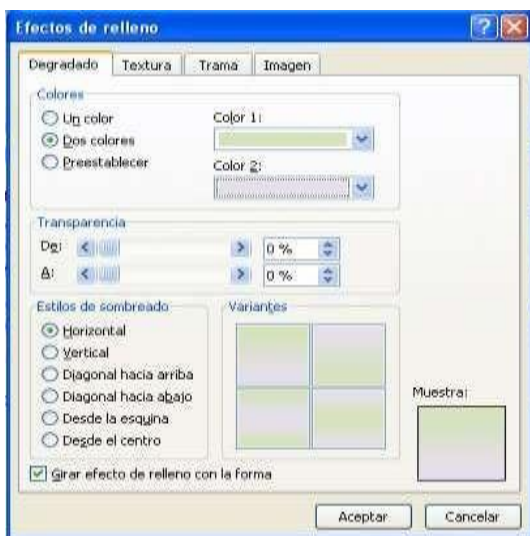 Efectos de relleno
Degradado Textura Trama Imagen
Colores
Un color
Dos colores
Preestablecer
Color 1:
Color 2:
Transparencia
De: 0 %
A: 0 %
Estilos de sombreado
Horizontal
Vertical
Diagonal hacia arriba
Diagonal hacia abajo
Desde la esquina
Desde el centro
Variantes
Muestra:
Girar efecto de relleno con la forma
Aceptar Cancelar